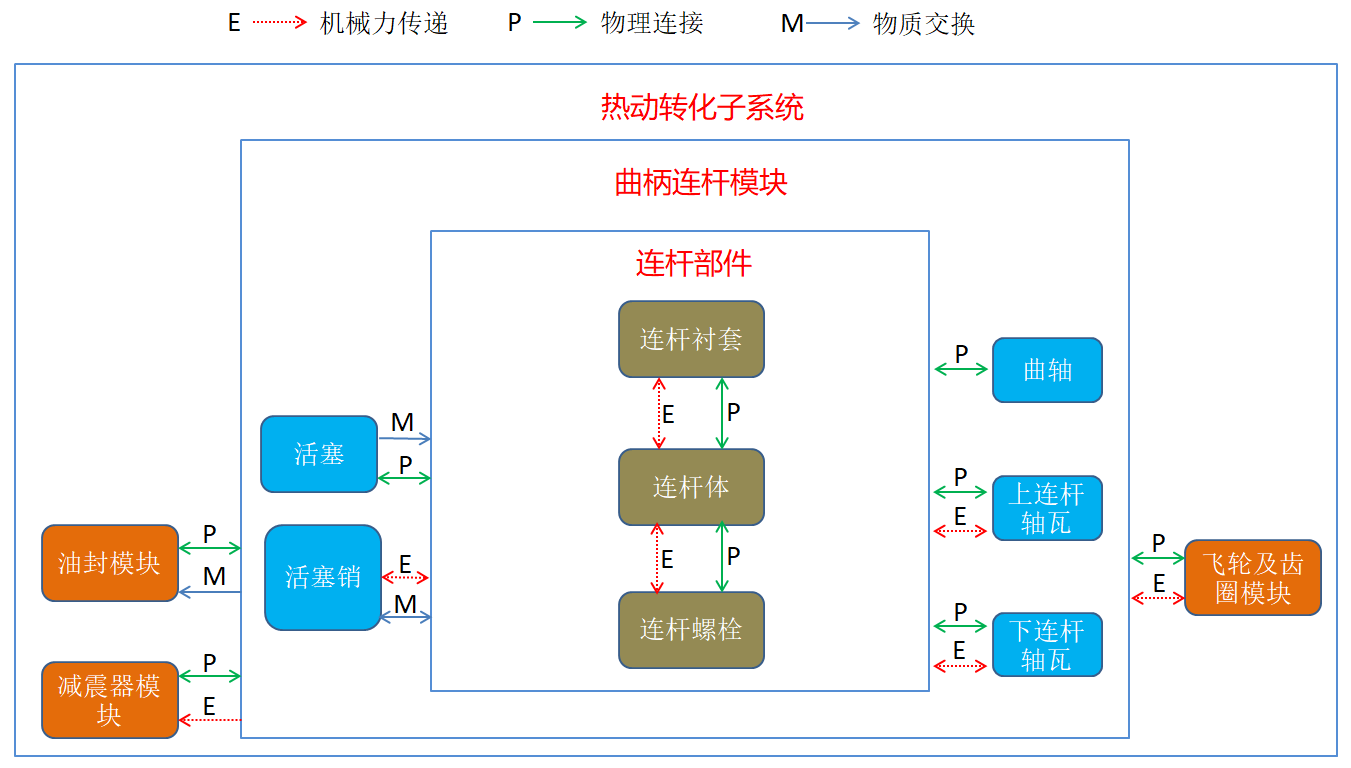 E 机械力传递 P 物理连接 M 物质交换
热动转化子系统
曲柄连杆模块
连杆部件
连杆衬套
E
P
连杆体
E
P
连杆螺栓
活塞
M
P
活塞销
E
M
油封模块
P
M
减震器模
块
P
E
P
曲轴
P
E
上连杆
轴瓦
P
E
下连杆
轴瓦
P
E
飞轮及齿
圈模块